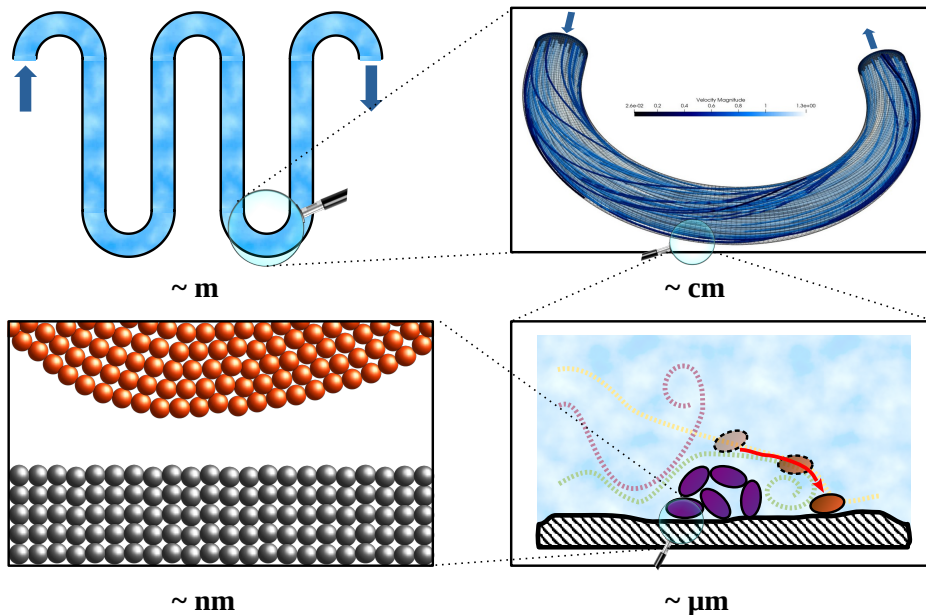 Velocity Magnitude
2.6e-02 0.2 0.4 0.6 0.8 1 1.3e+00
~ m
~ cm
~ nm
~ μm